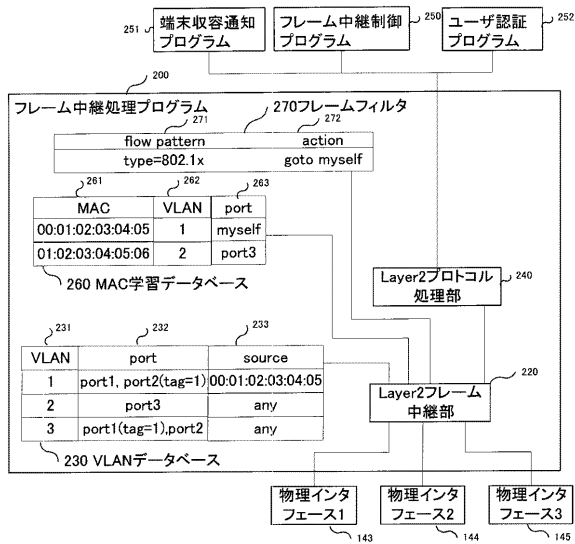 251
端末収容通知
プログラム
フレーム中継制御
プログラム
250
ユーザ認証
プログラム
252
200
フレーム中継処理プログラム
270フレームフィルタ
271
272
flow pattern
action
type=802.1x
goto myself
261
262
263
MAC
VLAN
port
00:01:02:03:04:05
1
myself
01:02:03:04:05:06
2
port3
260 MAC学習データベース
Layer2プロトコル
処理部
240
231
232
233
VLAN
port
source
1
port1, port2(tag=1)
00:01:02:03:04:05
2
port3
any
3
port1(tag=1),port2
any
230 VLANデータベース
220
Layer2フレーム
中継部
物理インタ
フェース1
143
物理インタ
フェース2
144
物理インタ
フェース3
145